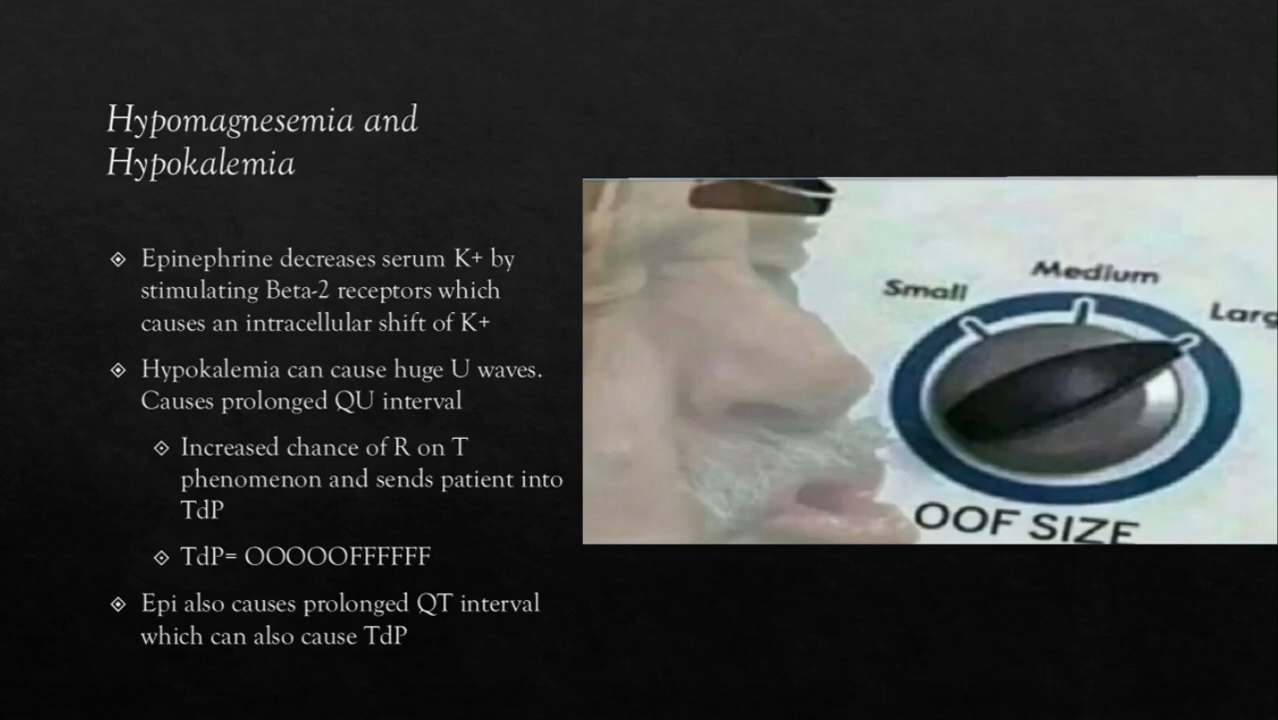 Hypomagnesemia and
Hypokalemia
Epinephrine decreases serum K+ by
stimulating Beta-2 receptors which
causes an intracellular shift of K+
Hypokalemia can cause huge U waves.
Causes prolonged QU interval
Increased chance of R on T
phenomenon and sends patient into
TdP
TdP= OOOOOFFFFFF
Epi also causes prolonged QT interval
which can also cause TdP
Small
Medium
Larg
OOF SIZE